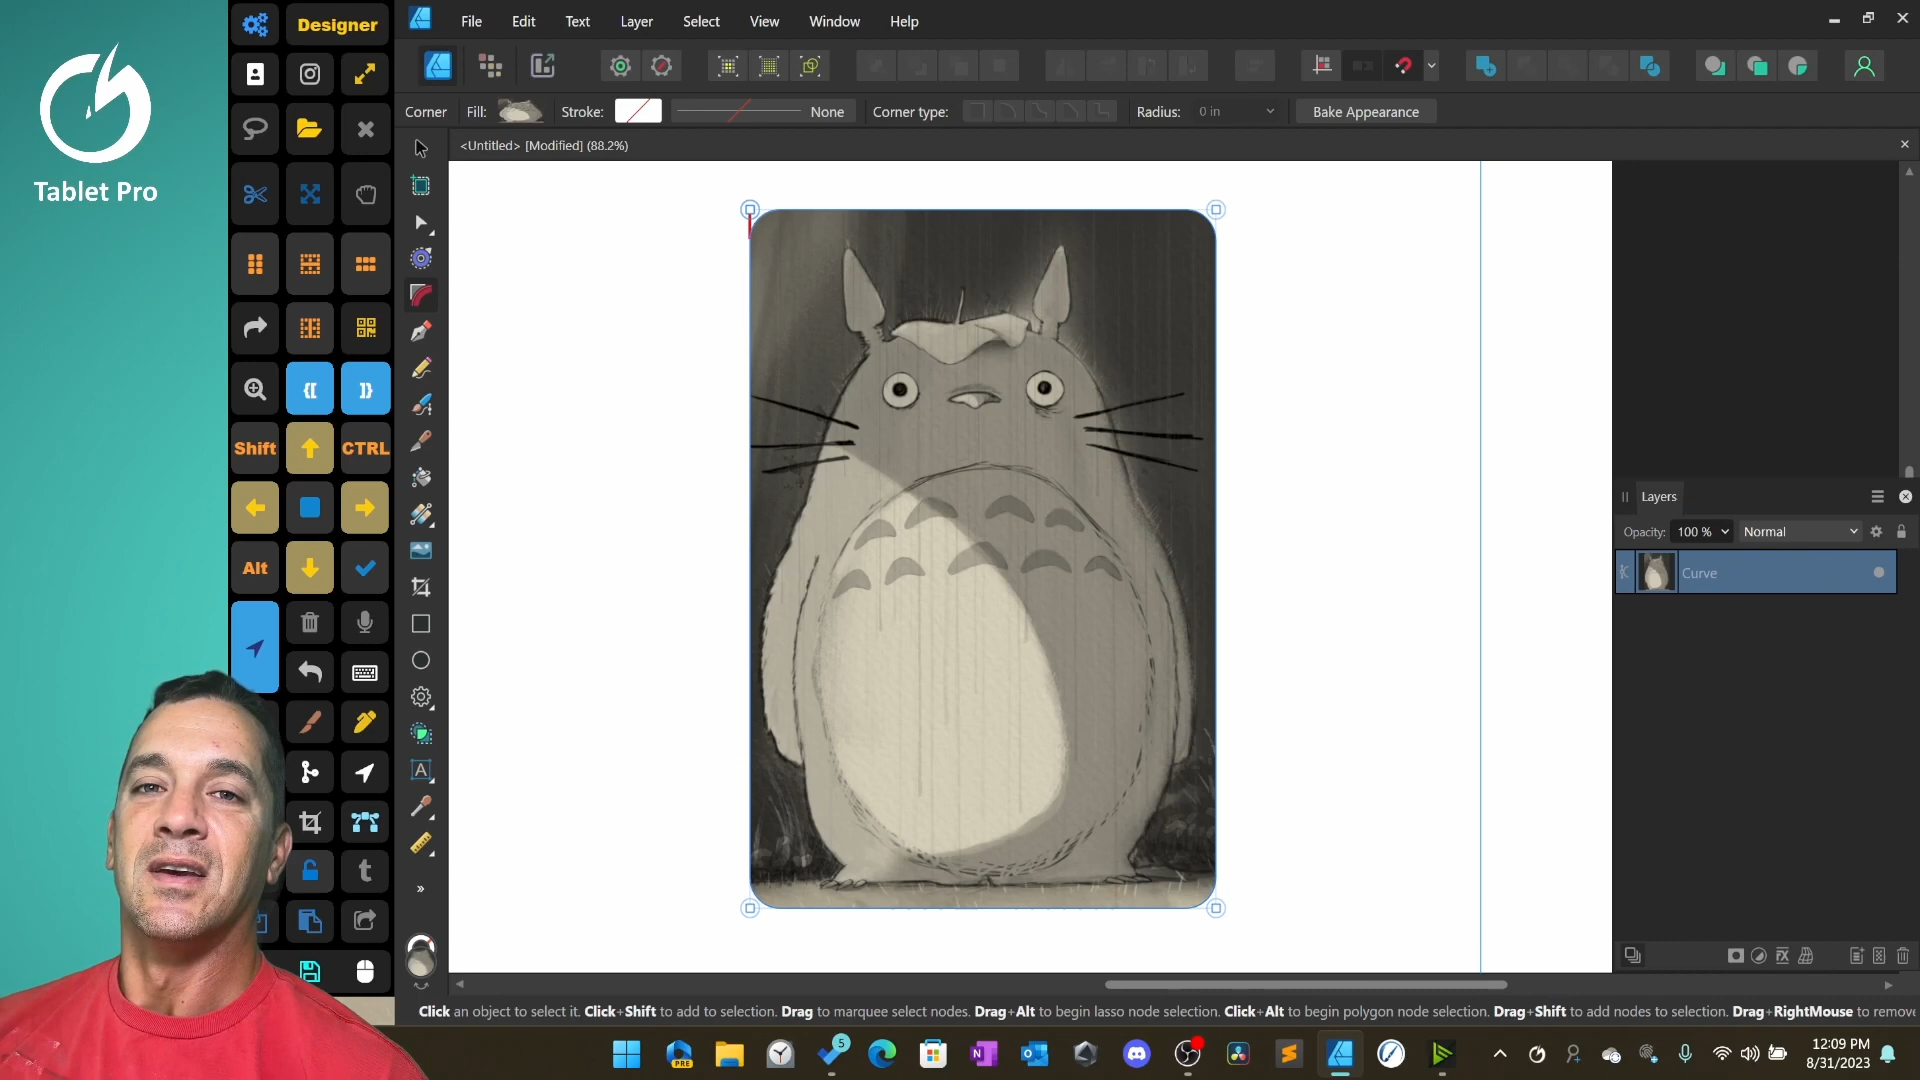 Tablet Pro
Designer
Shift
CTRL
Alt
t
File Edit Text Layer Select View Window Help
Corner Fill: Stroke: None Corner type: Radius: 0 in Bake Appearance
<Untitled> [Modified] (88.2%)
Layers
Opacity: 100 % Normal
Curve
Click an object to select it. Click+Shift to add to selection. Drag to marquee select nodes. Drag+Alt to begin lasso node selection. Click+Alt to begin polygon node selection. Drag+Shift to add nodes to selection. Drag+RightMouse to remove
5
PRE
N
12:09 PM
8/31/2023